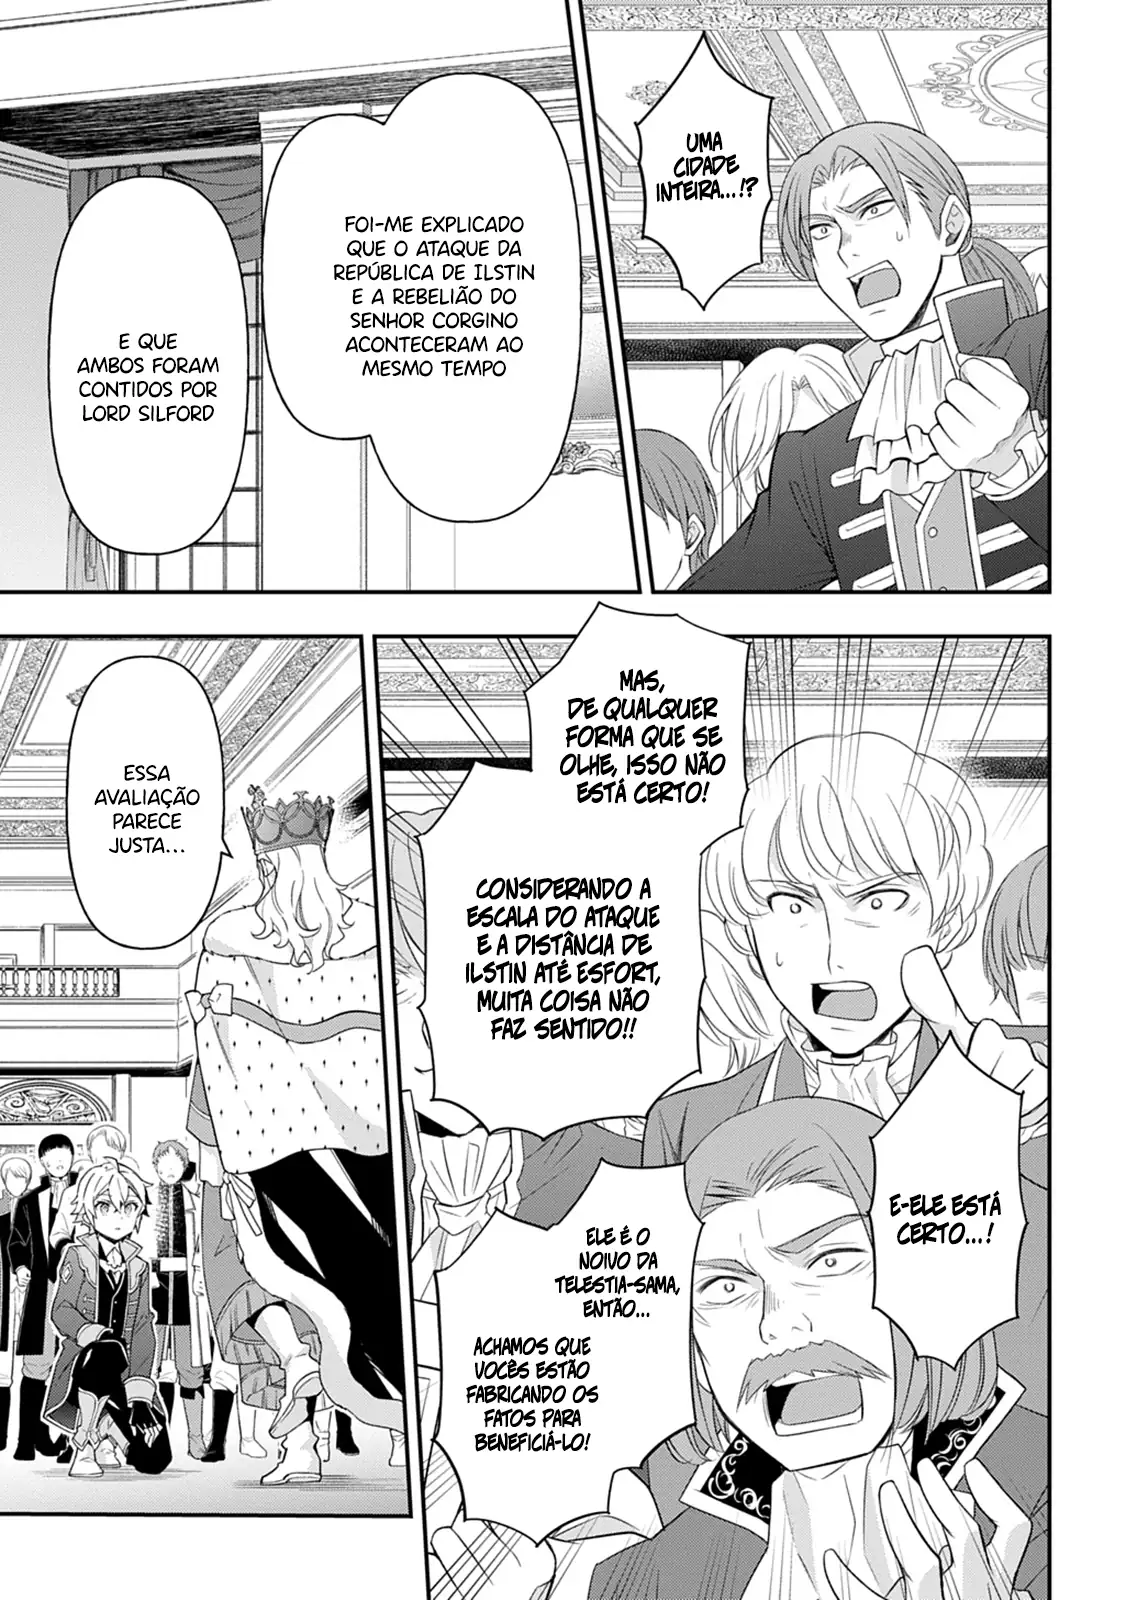 UMA
CIDADE
INTEIRA...!?
FOI-ME EXPLICADO
QUE O ATAQUE DA
REPÚBLICA DE ILSTIN
E A REBELIÃO DO
SENHOR CORGINO
ACONTECERAM AO
MESMO TEMPO
E QUE
AMBOS FORAM
CONTIDOS POR
LORD SILFORD
MAS,
DE QUALQUER
FORMA QUE SE
OLHE, ISSO NÃO
ESTÁ CERTO!
CONSIDERANDO A
ESCALA DO ATAQUE
E A DISTÂNCIA DE
ILSTIN ATÉ ESFORT,
MUITA COISA NÃO
FAZ SENTIDO!!
E-ELE ESTÁ
CERTO...!
ELE É O
NOIVO DA
TELESTIA-SAMA,
ENTÃO...
ACHAMOS QUE
VOCÊS ESTÃO
FABRICANDO OS
FATOS PARA
BENEFICIÁ-LO!
ESSA
AVALIAÇÃO
PARECE
JUSTA...